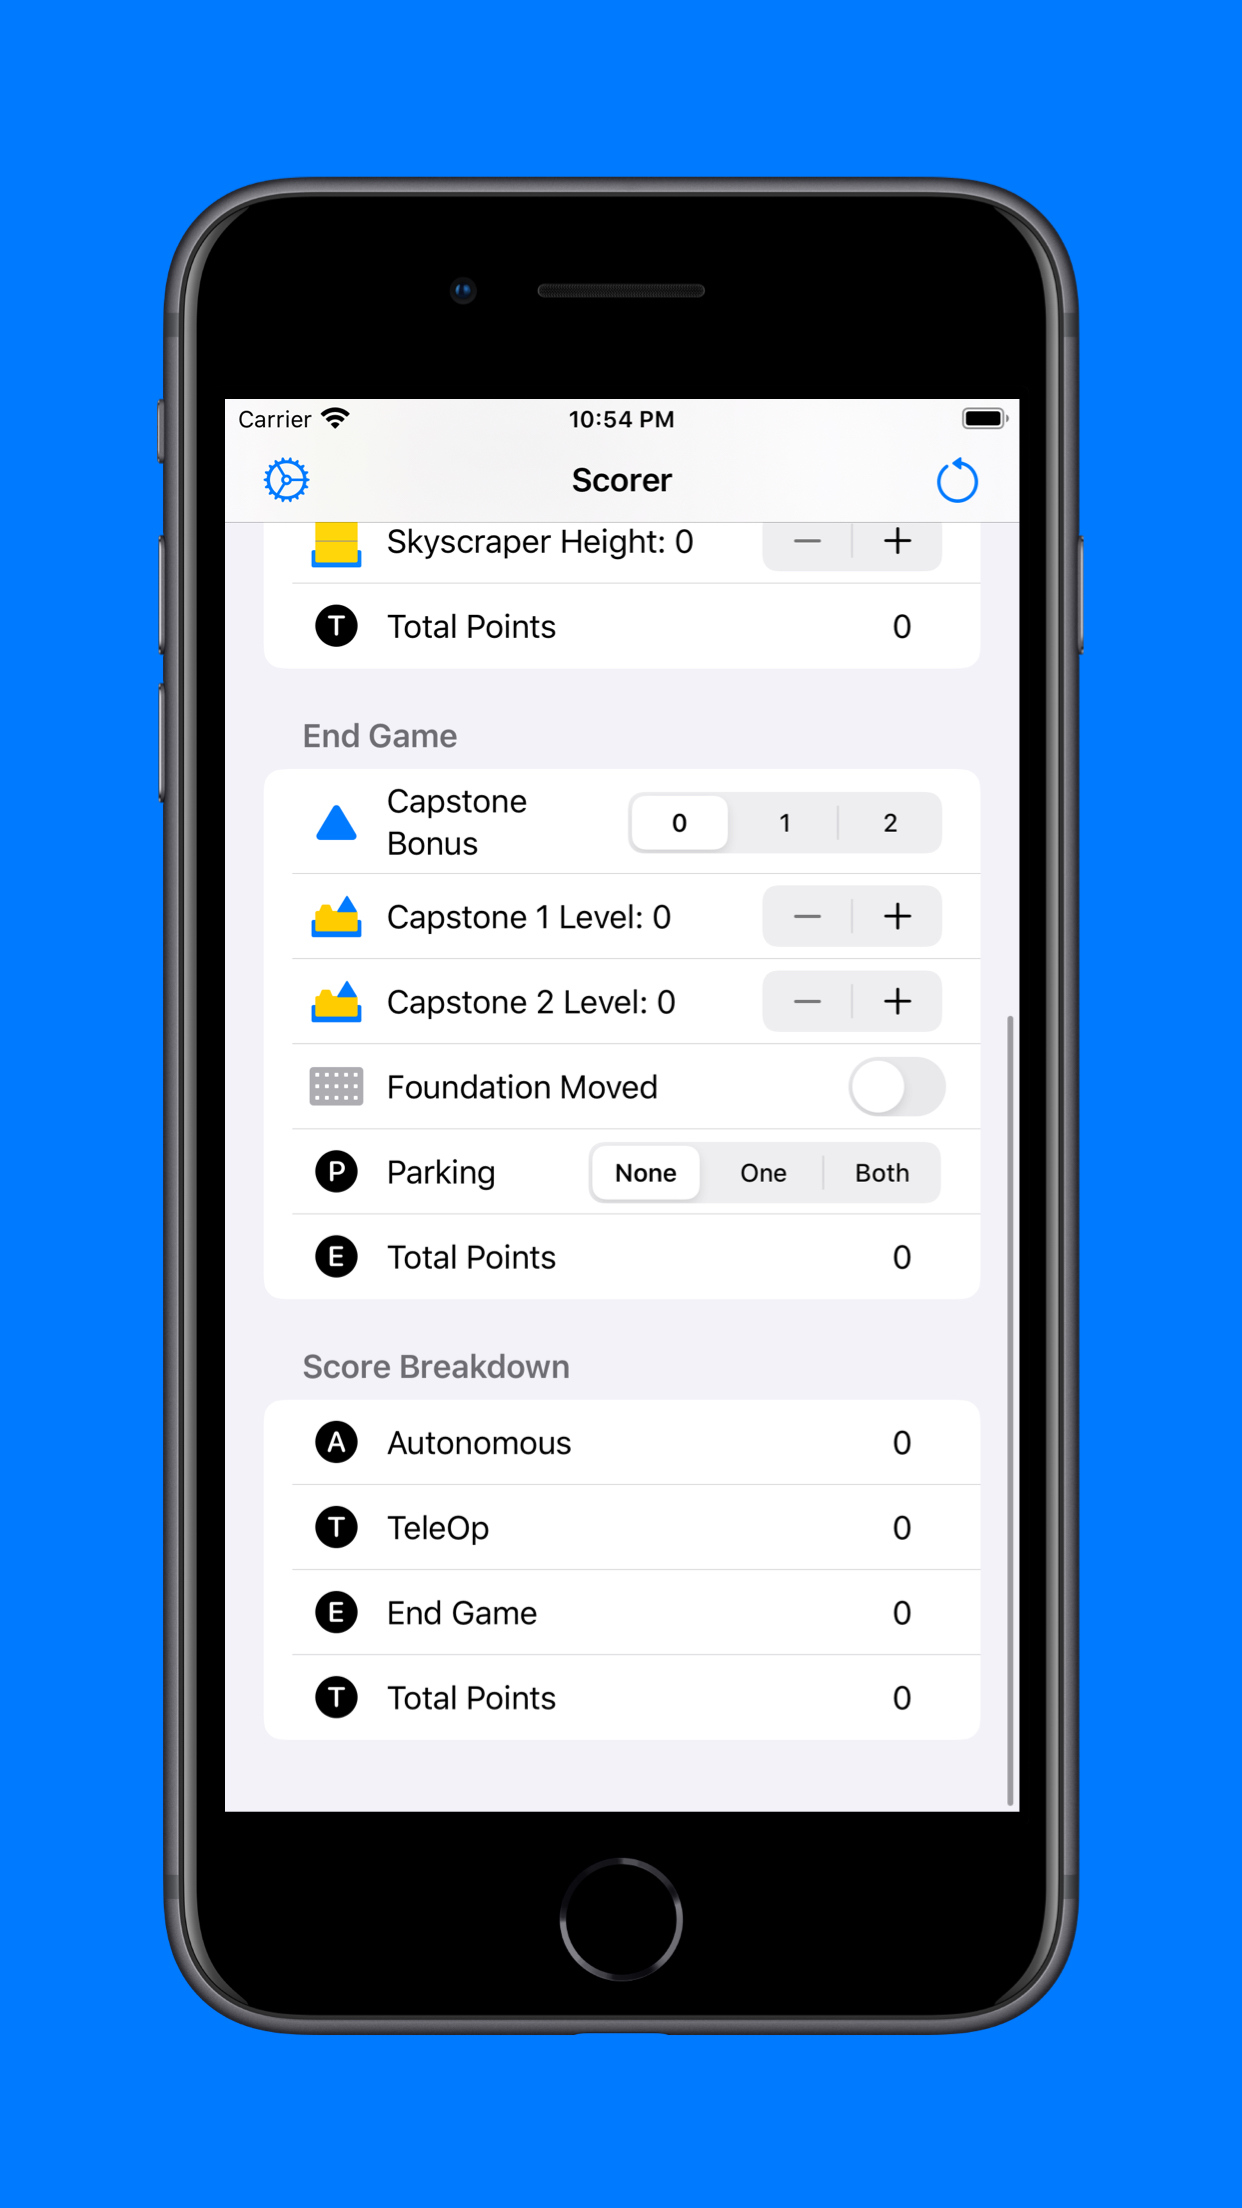 Carrier 10:54 PM
Scorer
Skyscraper Height: 0 − +
T Total Points 0
End Game
Capstone
Bonus 0 1 2
Capstone 1 Level: 0 − +
Capstone 2 Level: 0 − +
Foundation Moved
P Parking None One Both
E Total Points 0
Score Breakdown
A Autonomous 0
T TeleOp 0
E End Game 0
T Total Points 0